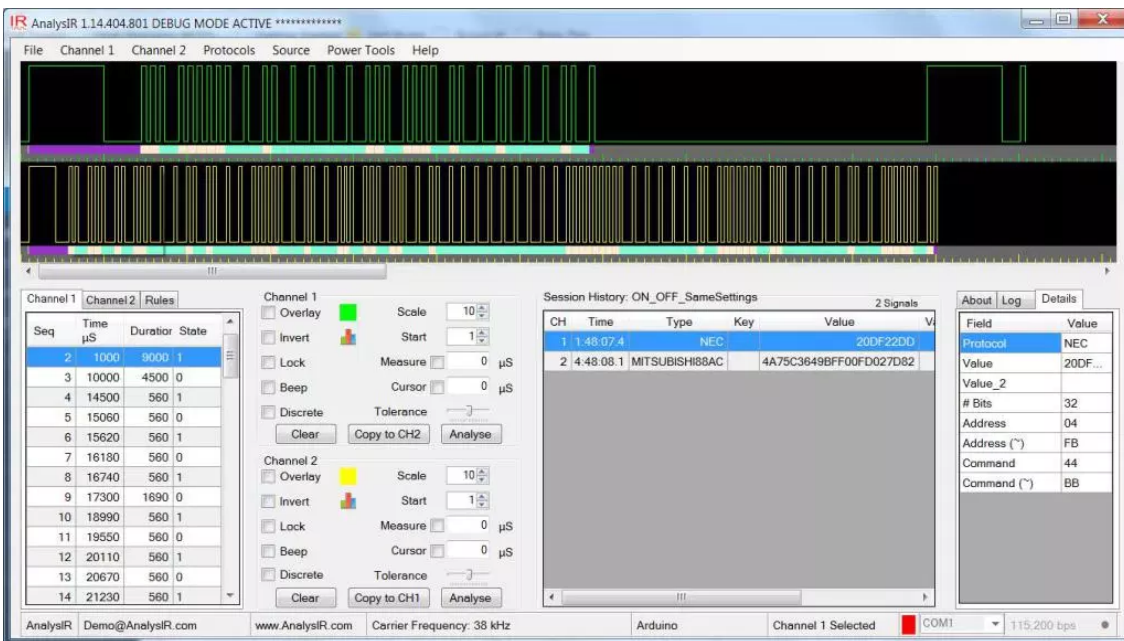 IR AnalysIR 1.14.404.801 DEBUG MODE ACTIVE *************
File Channel 1 Channel 2 Protocols Source Power Tools Help
Channel 1 Channel 2 Rules
Seq Time µS Duratior State
2 1000 9000 1
3 10000 4500 0
4 14500 560 1
5 15060 560 0
6 15620 560 1
7 16180 560 0
8 16740 560 1
9 17300 1690 0
10 18990 560 1
11 19550 560 0
12 20110 560 1
13 20670 560 0
14 21230 560 1
Channel 1
Overlay Scale 10
Invert Start 1
Lock Measure 0 µS
Beep Cursor 0 µS
Discrete Tolerance
Clear Copy to CH2 Analyse
Channel 2
Overlay Scale 10
Invert Start 1
Lock Measure 0 µS
Beep Cursor 0 µS
Discrete Tolerance
Clear Copy to CH1 Analyse
Session History: ON_OFF_SameSettings 2 Signals
CH Time Type Key Value
1 1:48:07.4 NEC 20DF22DD
2 4:48:08.1 MITSUBISHI88AC 4A75C3649BFF00FD027D82
About Log Details
Field Value
Protocol NEC
Value 20DF...
Value_2
# Bits 32
Address 04
Address (~) FB
Command 44
Command (~) BB
AnalysIR Demo@AnalysIR.com www.AnalysIR.com Carrier Frequency: 38 kHz Arduino Channel 1 Selected COM1 115,200 bps